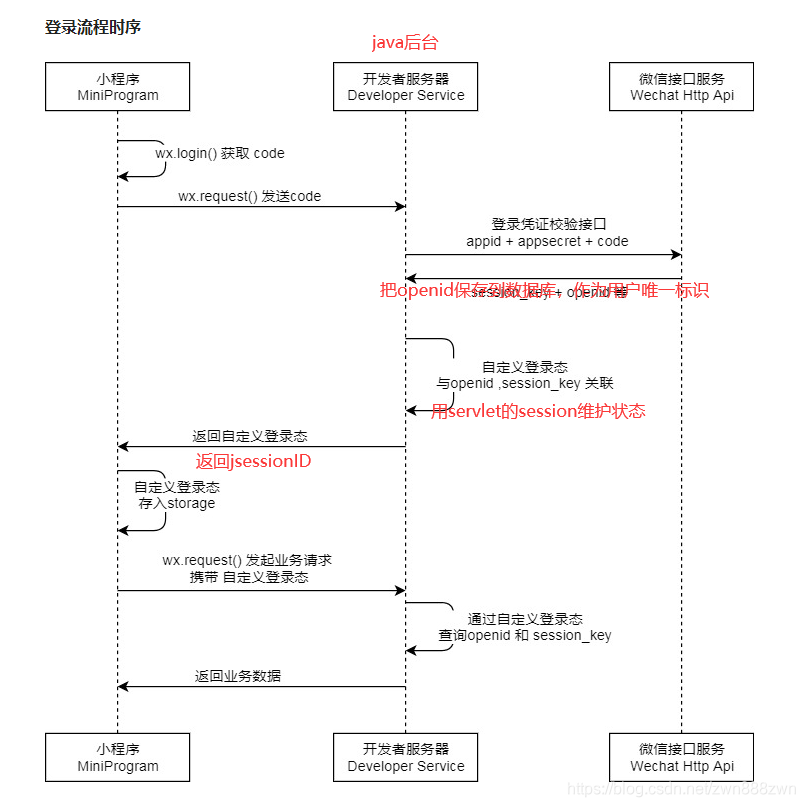 登录流程时序
java后台
小程序
MiniProgram
开发者服务器
Developer Service
微信接口服务
Wechat Http Api
wx.login() 获取 code
wx.request() 发送code
登录凭证校验接口
appid + appsecret + code
把openid保存到数据库，作为用户唯一标识
session_key + openid 等
自定义登录态
与openid ,session_key 关联
用servlet的session维护状态
返回自定义登录态
返回jsessionID
自定义登录态
存入storage
wx.request() 发起业务请求
携带 自定义登录态
通过自定义登录态
查询openid 和 session_key
返回业务数据
小程序
MiniProgram
开发者服务器
Developer Service
微信接口服务
Wechat Http Api
https://blog.csdn.net/zwn888zwn